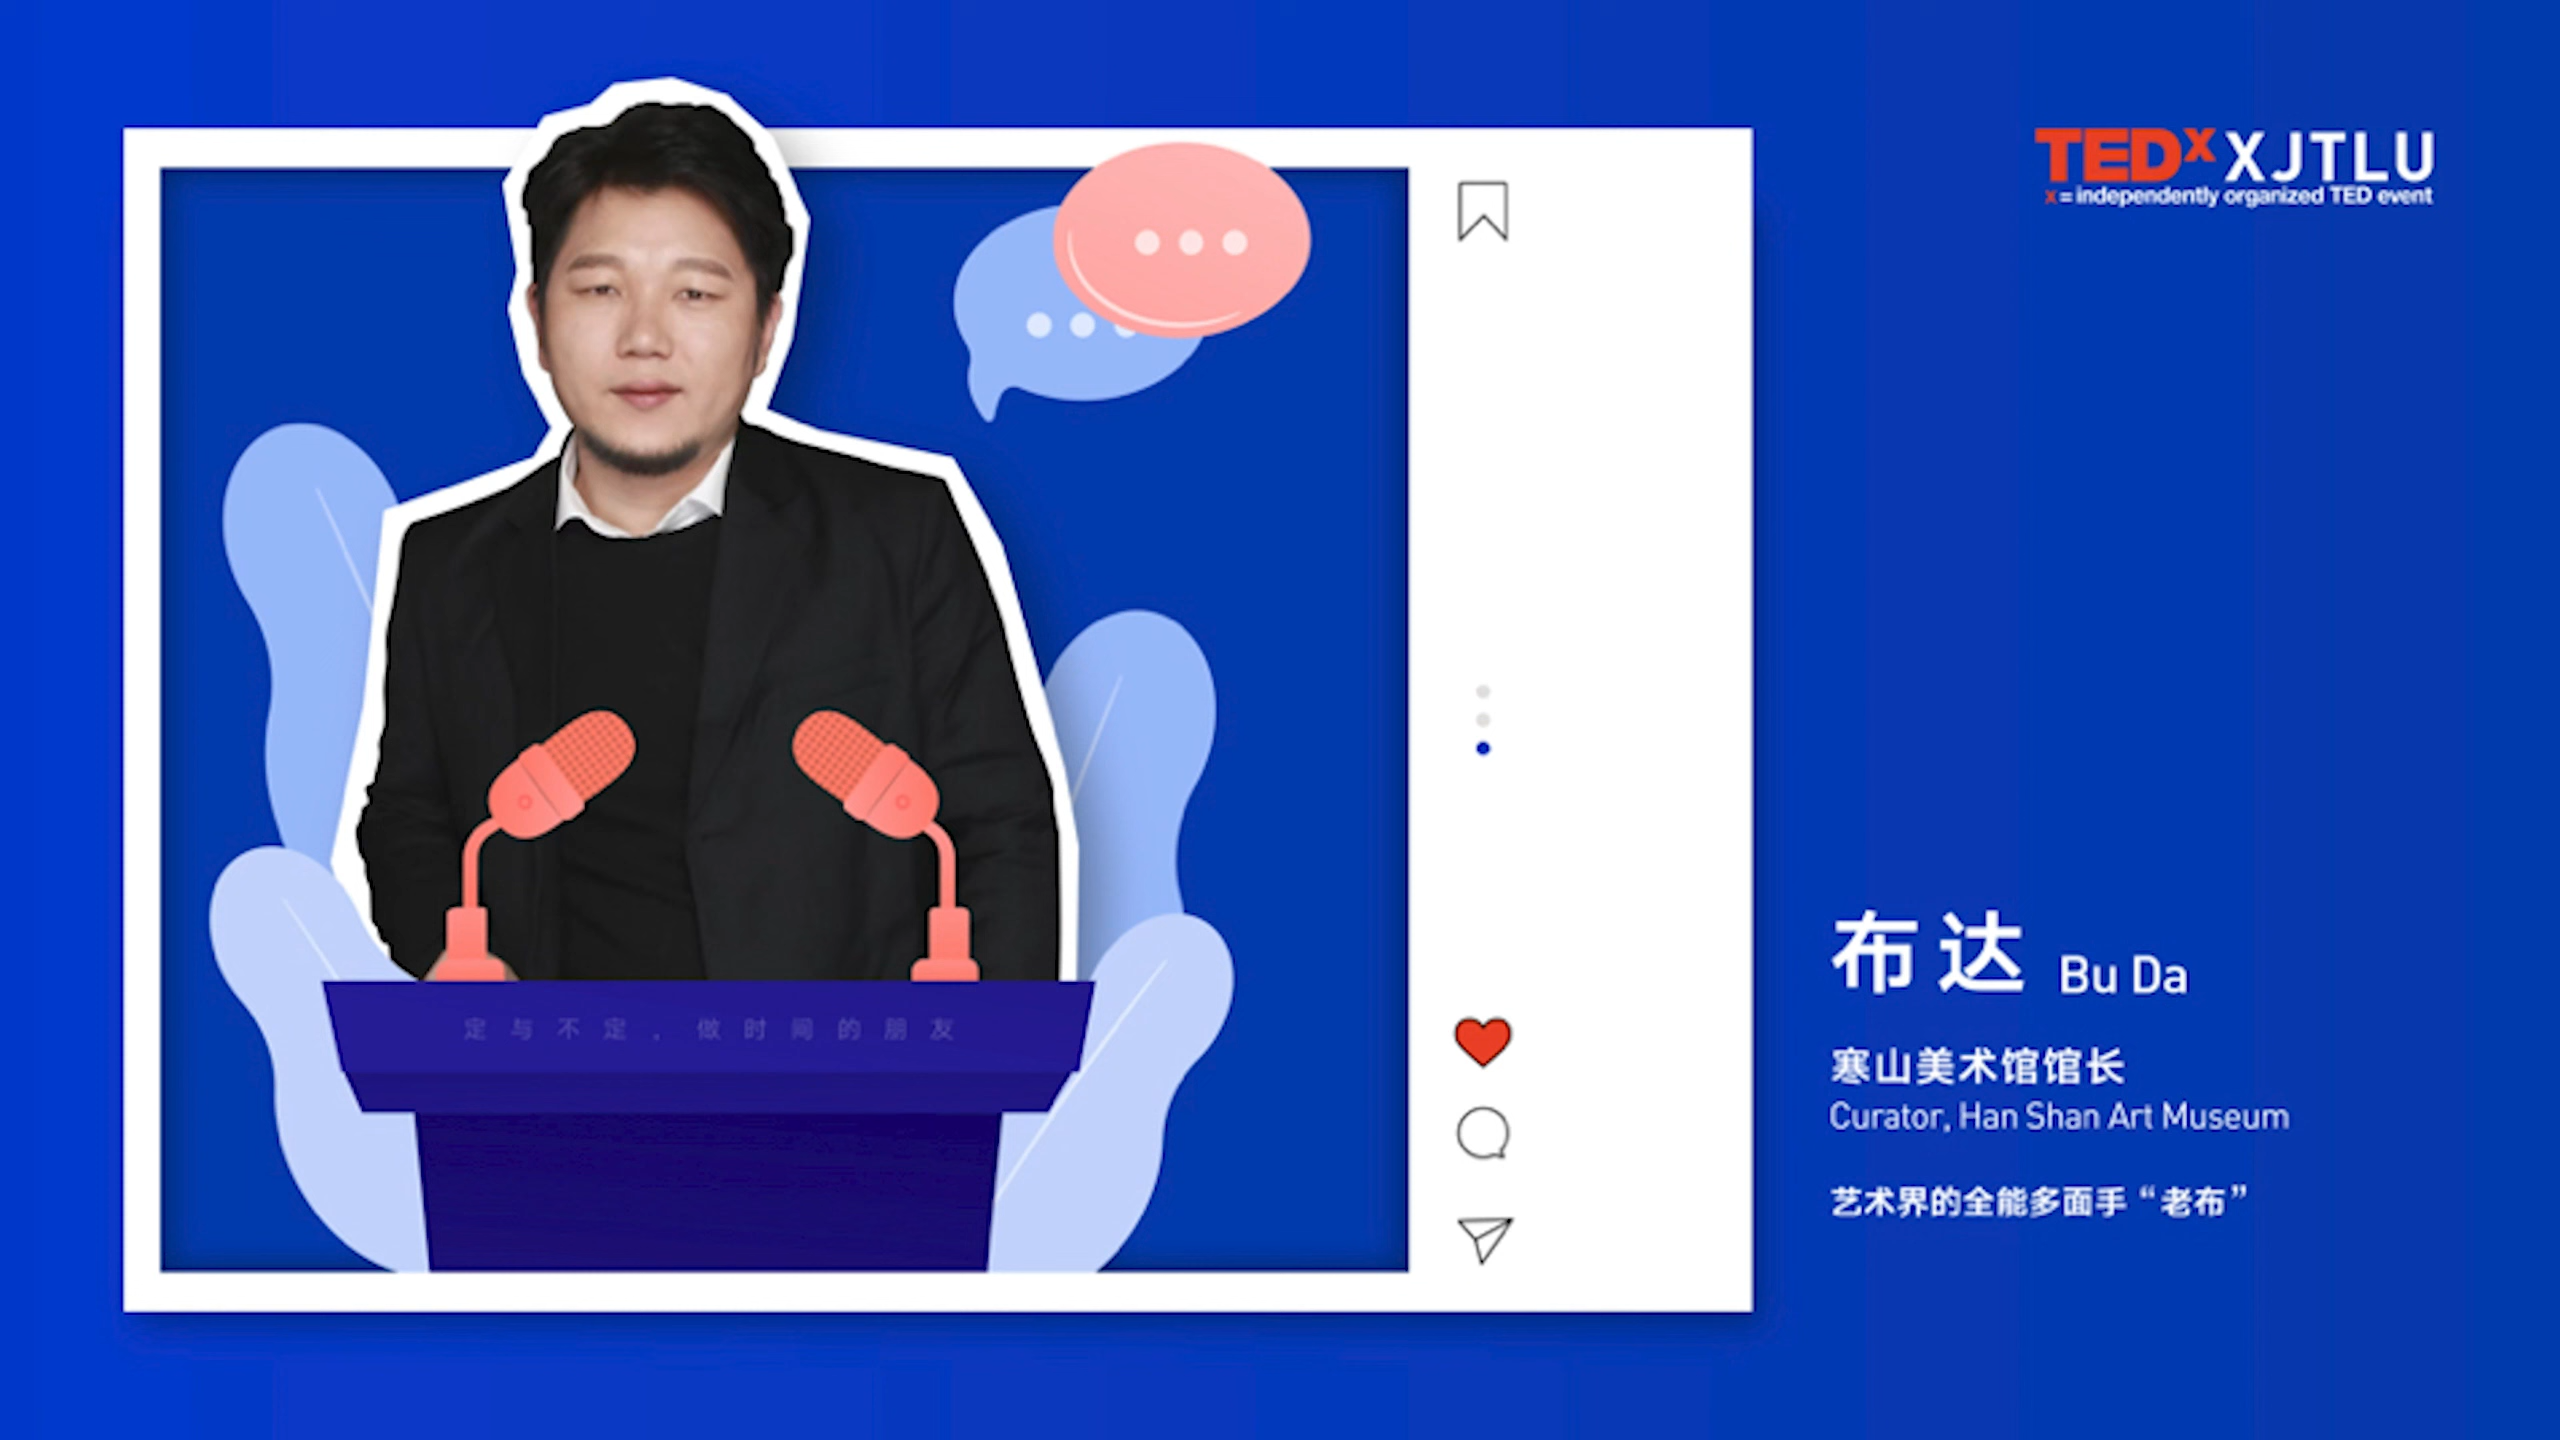 TEDx XJTLU
x = independently organized TED event
定与不定，做时间的朋友
布达 Bu Da
寒山美术馆馆长
Curator, Han Shan Art Museum
艺术界的全能多面手“老布”